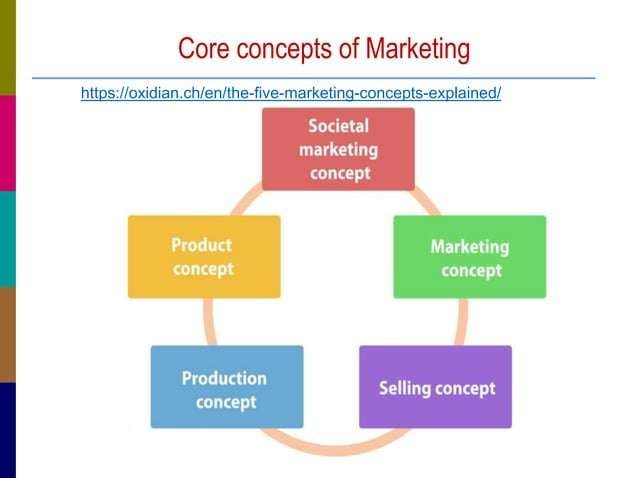 Core concepts of Marketing
https://oxidian.ch/en/the-five-marketing-concepts-explained/
Societal
marketing
concept
Product
concept
Marketing
concept
Production
concept
Selling concept